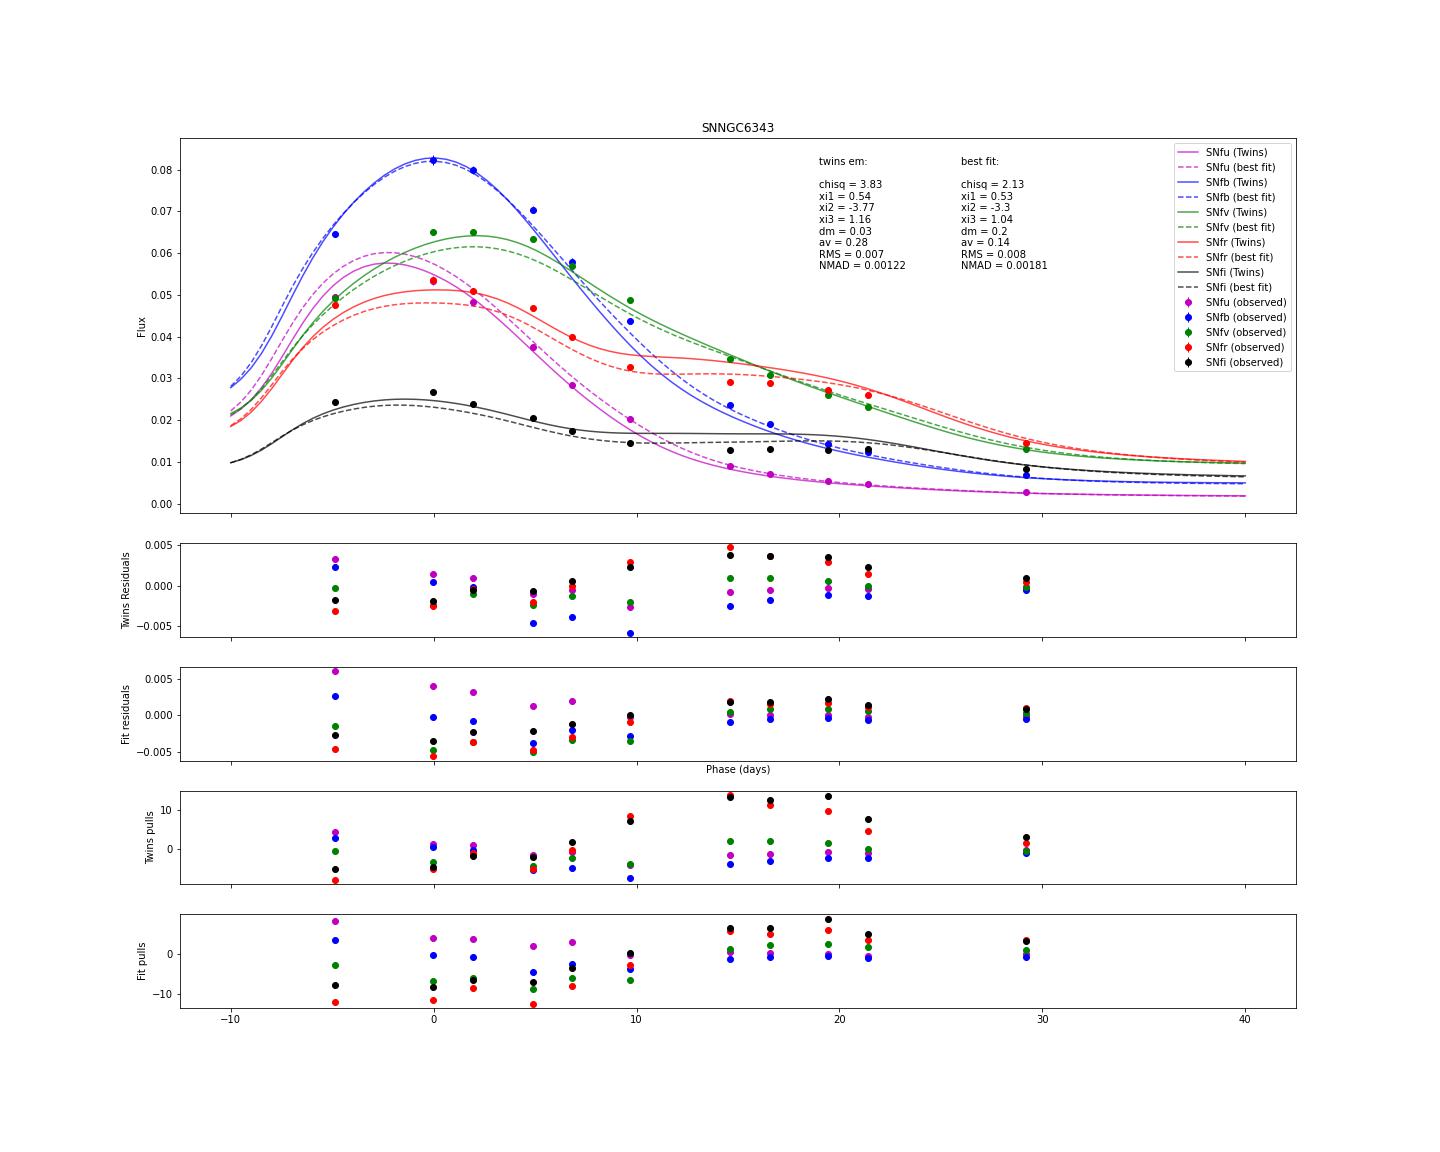 SNNGC6343
Flux
0.08
0.07
0.06
0.05
0.04
0.03
0.02
0.01
0.00
twins em:
chisq = 3.83
xi1 = 0.54
xi2 = -3.77
xi3 = 1.16
dm = 0.03
av = 0.28
RMS = 0.007
NMAD = 0.00122
best fit:
chisq = 2.13
xi1 = 0.53
xi2 = -3.3
xi3 = 1.04
dm = 0.2
av = 0.14
RMS = 0.008
NMAD = 0.00181
SNfu (Twins)
SNfu (best fit)
SNfb (Twins)
SNfb (best fit)
SNfv (Twins)
SNfv (best fit)
SNfr (Twins)
SNfr (best fit)
SNfi (Twins)
SNfi (best fit)
SNfu (observed)
SNfb (observed)
SNfv (observed)
SNfr (observed)
SNfi (observed)
Twins Residuals
0.005
0.000
−0.005
Fit residuals
0.005
0.000
−0.005
Phase (days)
Twins pulls
10
0
Fit pulls
0
−10
−10 0 10 20 30 40